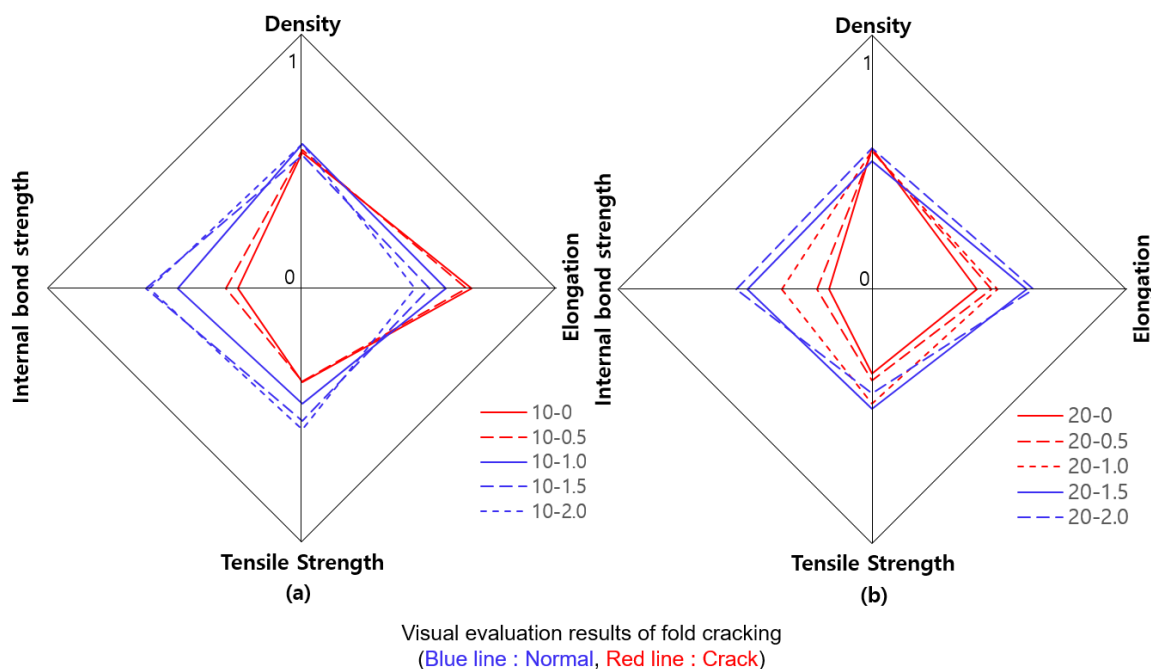 Density
1
0
Internal bond strength
Elongation
10-0
10-0.5
10-1.0
10-1.5
10-2.0
Tensile Strength
(a)
Density
1
0
Internal bond strength
Elongation
20-0
20-0.5
20-1.0
20-1.5
20-2.0
Tensile Strength
(b)
Visual evaluation results of fold cracking
(Blue line : Normal, Red line : Crack)